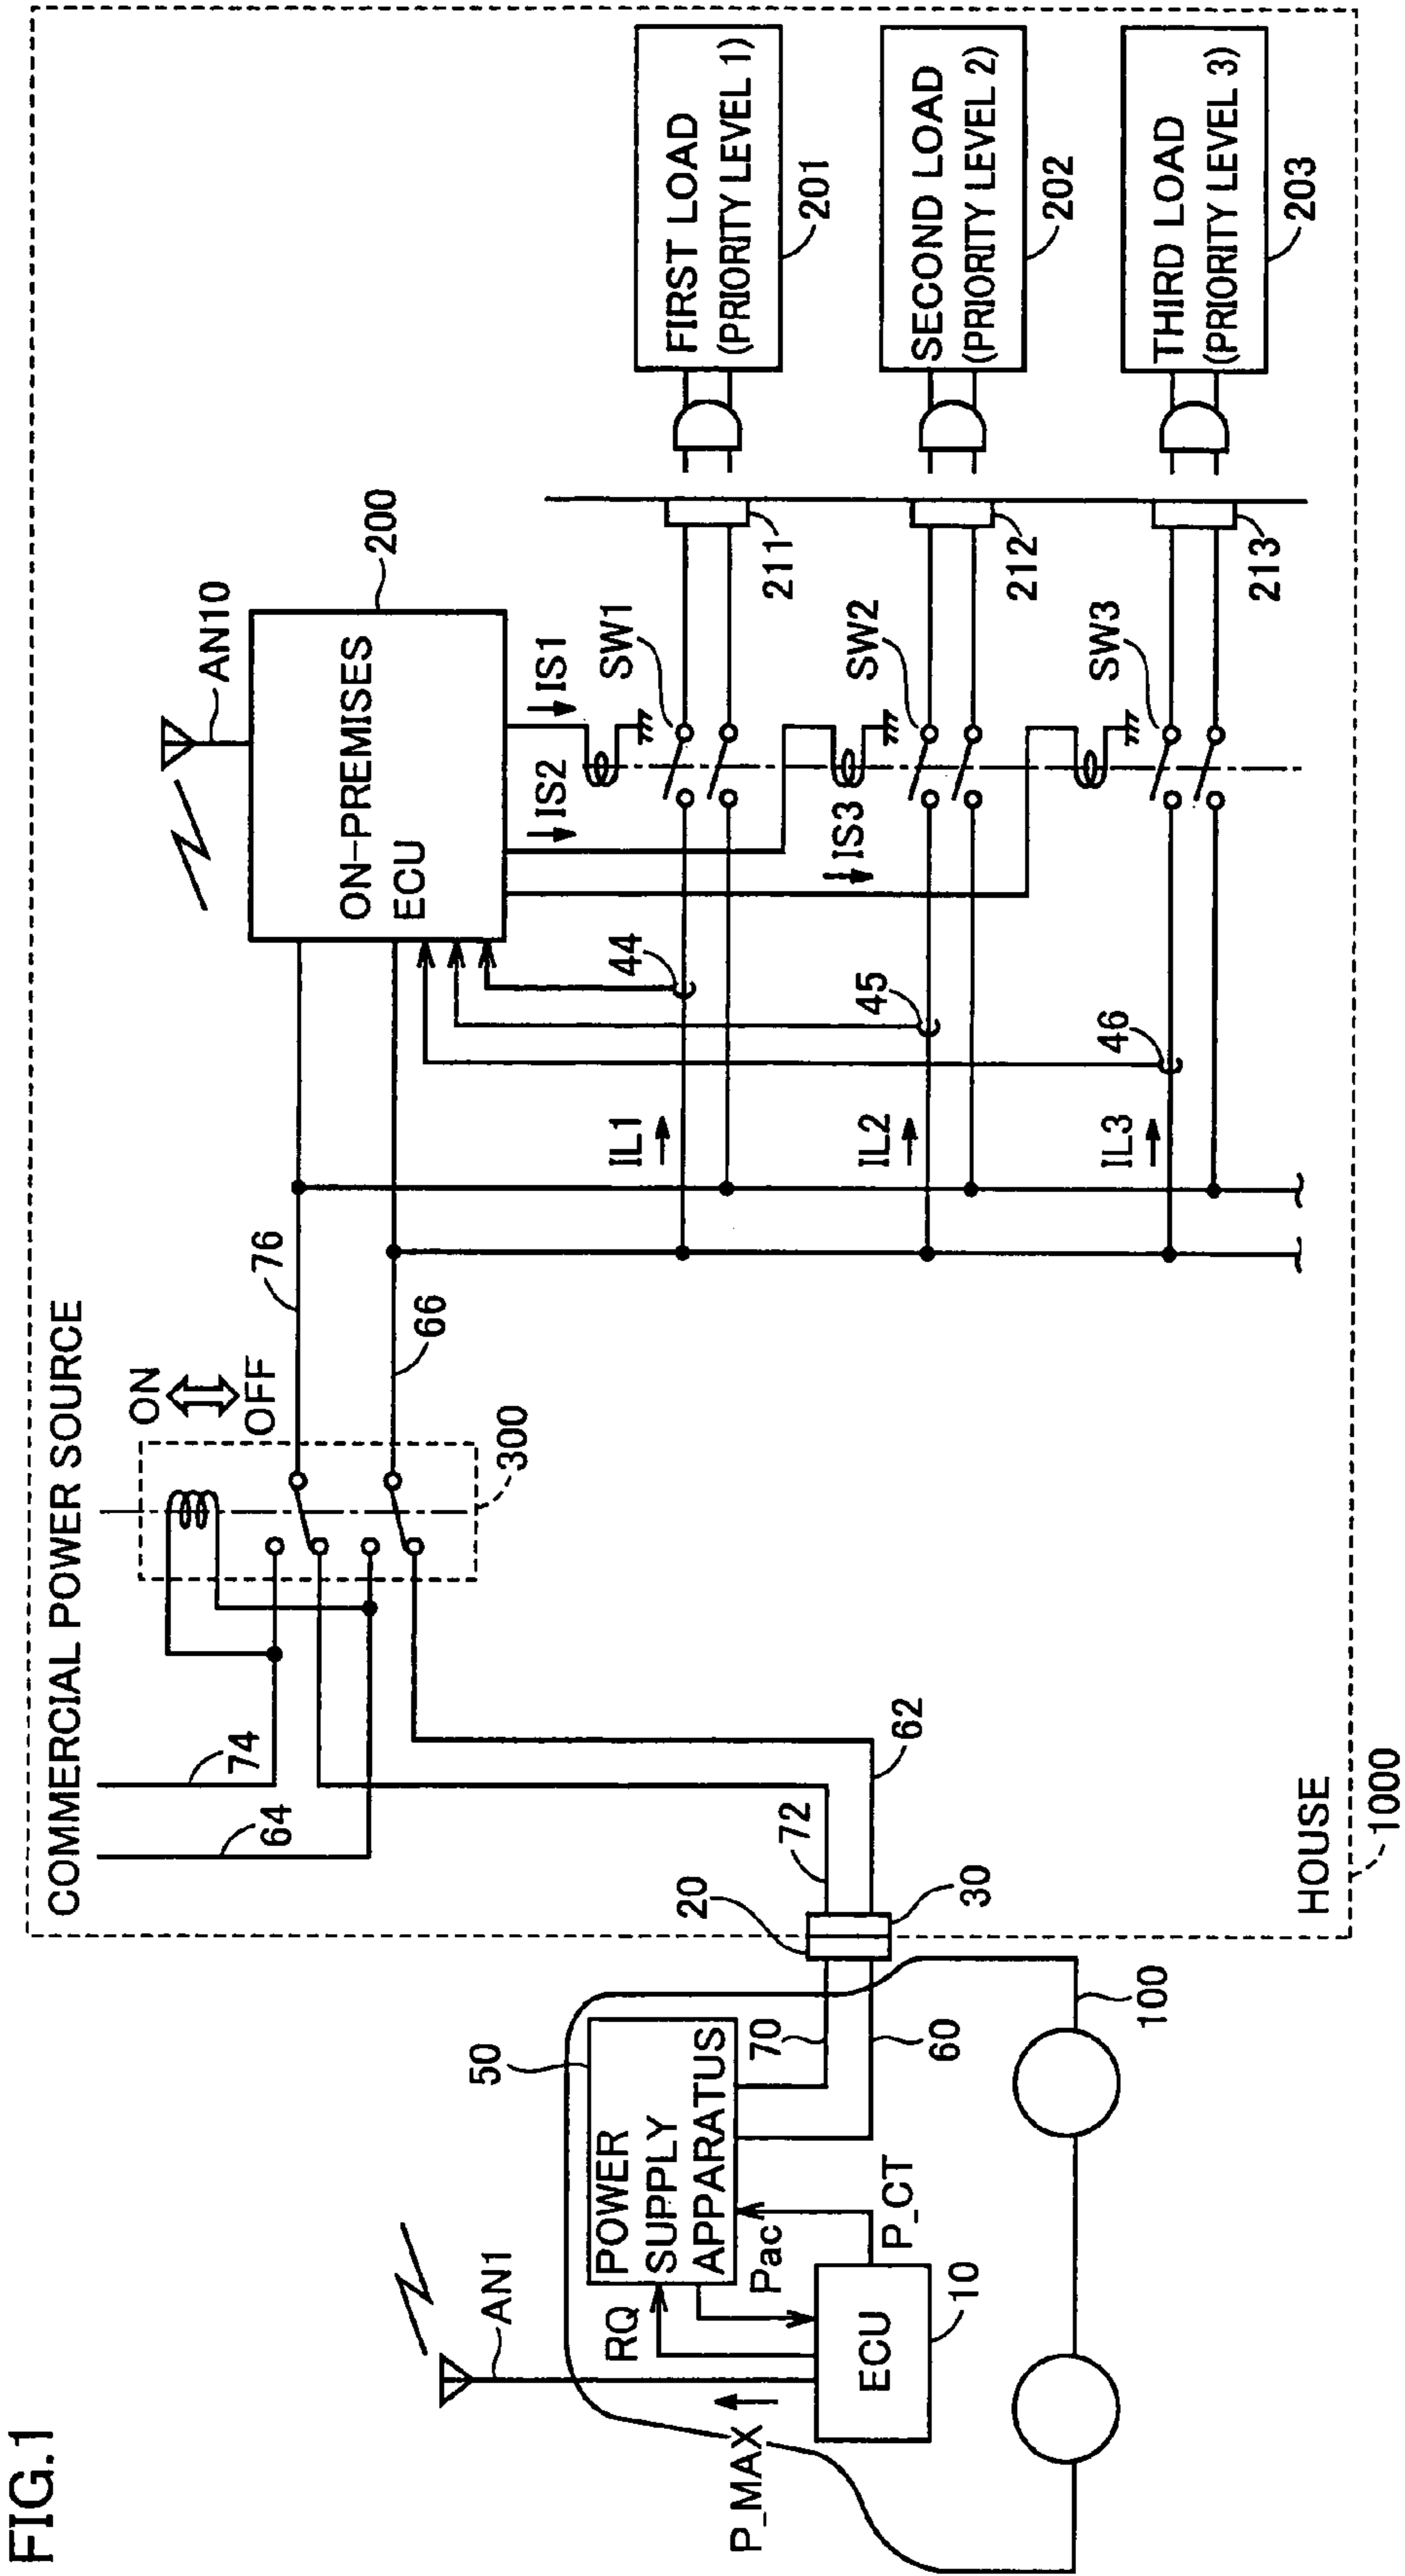 FIG.1
COMMERCIAL POWER SOURCE
ON
OFF
300
74
64
76
66
72
62
20
30
AN10
200
ON-PREMISES
ECU
IS1
IS2
IS3
SW1
SW2
SW3
44
45
46
IL1
IL2
IL3
211
212
213
FIRST LOAD
(PRIORITY LEVEL 1)
201
SECOND LOAD
(PRIORITY LEVEL 2)
202
THIRD LOAD
(PRIORITY LEVEL 3)
203
HOUSE
1000
AN1
50
POWER
SUPPLY
APPARATUS
70
60
100
RQ
Pac
P_CT
P_MAX
ECU
10